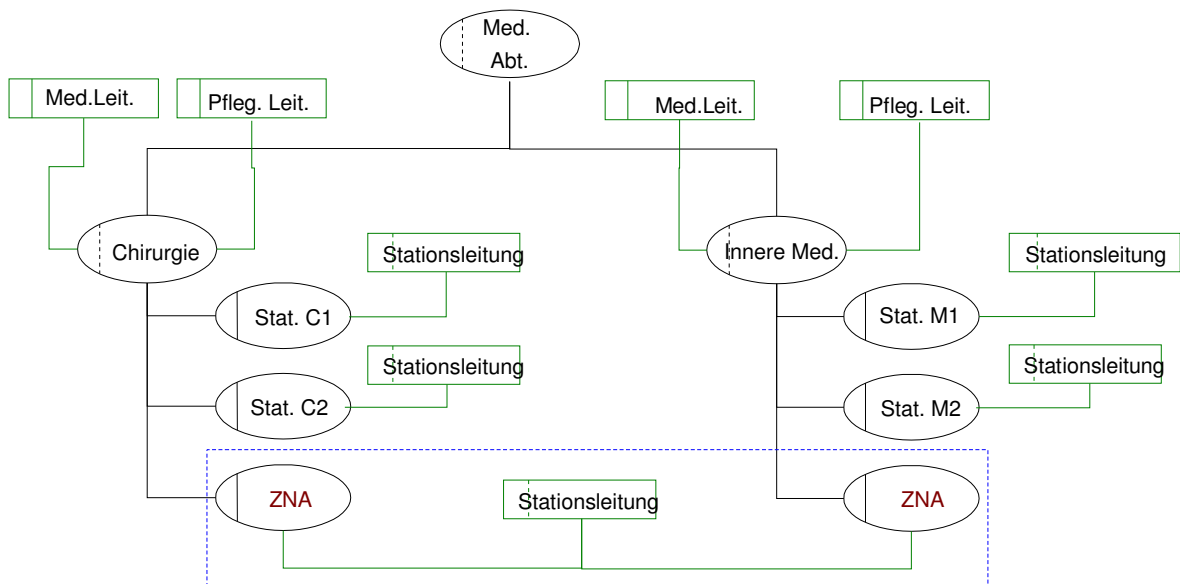 Med.
Abt.
Med.Leit.
Pfleg. Leit.
Med.Leit.
Pfleg. Leit.
Chirurgie
Stationsleitung
Innere Med.
Stationsleitung
Stat. C1
Stat. M1
Stationsleitung
Stationsleitung
Stat. C2
Stat. M2
ZNA
Stationsleitung
ZNA